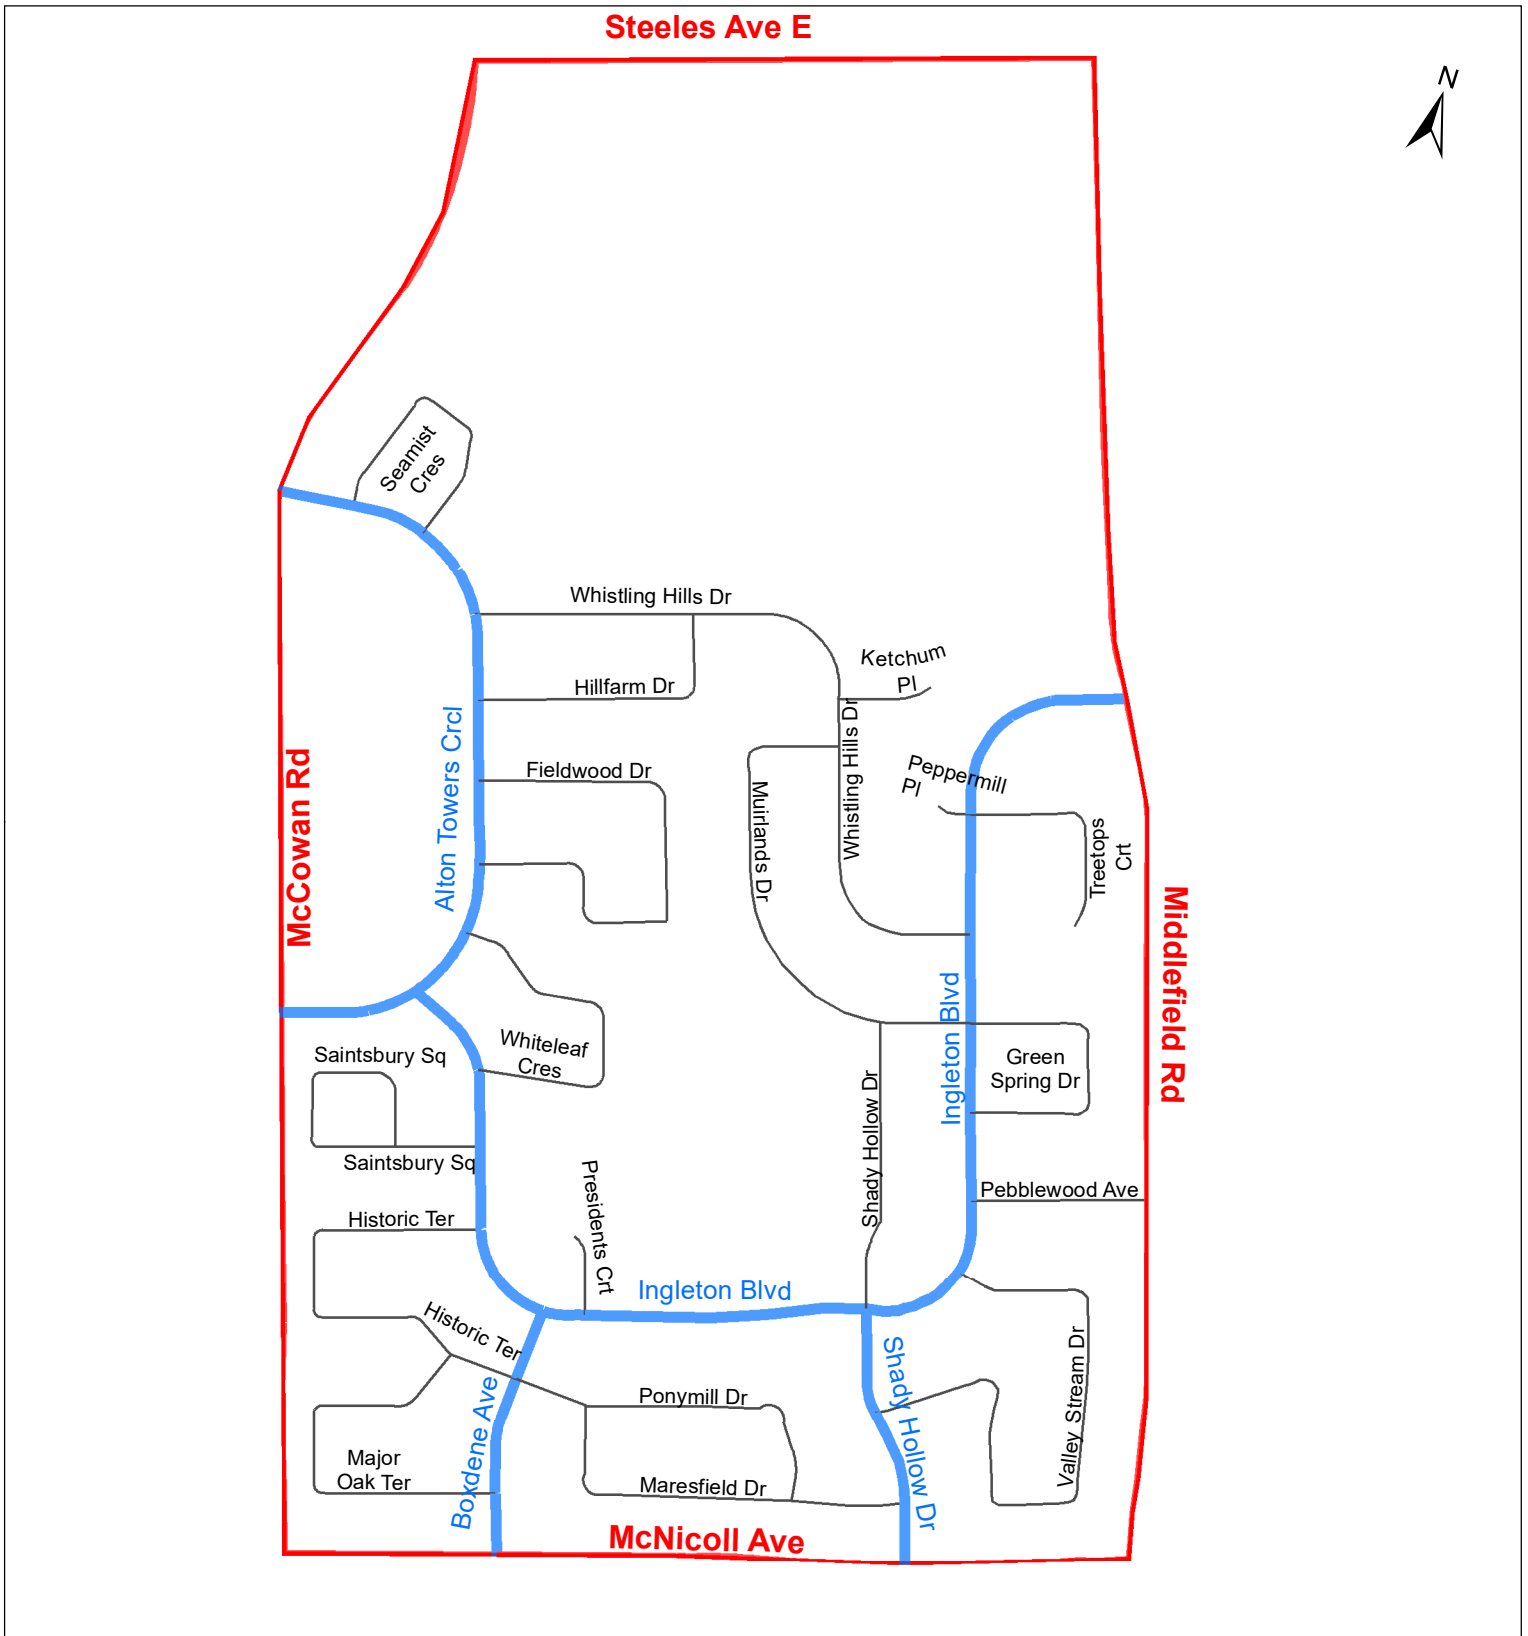 Steeles Ave E
N
Seamist
Cres
Whistling Hills Dr
Ketchum
Pl
Hillfarm Dr
Whistling Hills Dr
Alton Towers Crcl
McCowan Rd
Fieldwood Dr
Peppermill
Pl
Muirlands Dr
Treetops
Crt
Middlefield Rd
Ingleton Blvd
Whiteleaf
Cres
Saintsbury Sq
Green
Spring Dr
Shady Hollow Dr
Saintsbury Sq
Presidents Crt
Pebblewood Ave
Historic Ter
Ingleton Blvd
Historic Ter
Shady Hollow Dr
Valley Stream Dr
Boxdene Ave
Ponymill Dr
Major
Oak Ter
Maresfield Dr
McNicoll Ave